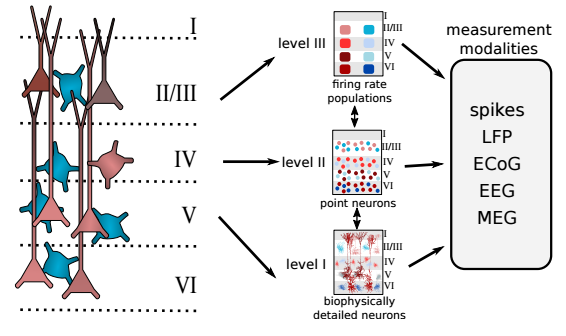 I
II/III
IV
V
VI
level III
I
II/III
IV
V
VI
firing rate
populations
level II
I
II/III
IV
V
VI
point neurons
level I
I
II/III
IV
V
VI
biophysically
detailed neurons
measurement
modalities
spikes
LFP
ECoG
EEG
MEG